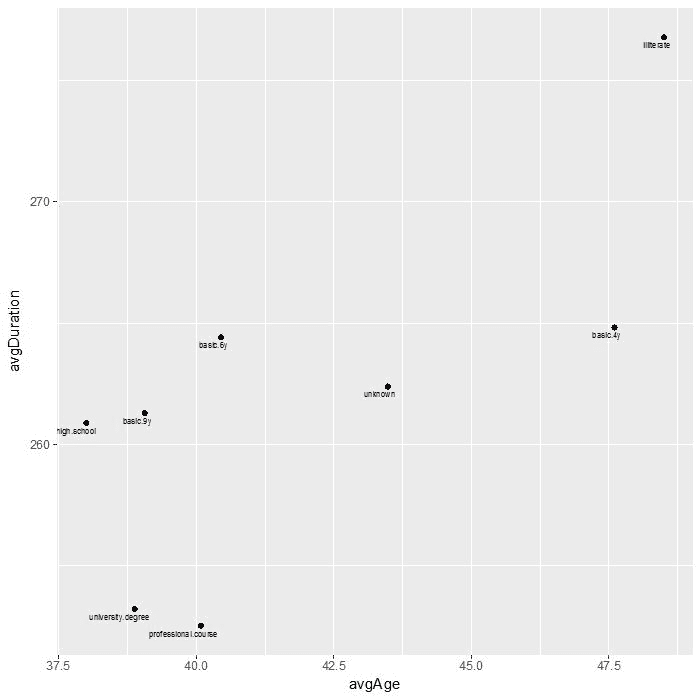 illiterate
270
avgDuration
basic.6y
basic.4y
unknown
basic.9y
high.school
260
university.degree
professional.course
37.5
40.0
42.5
45.0
47.5
avgAge